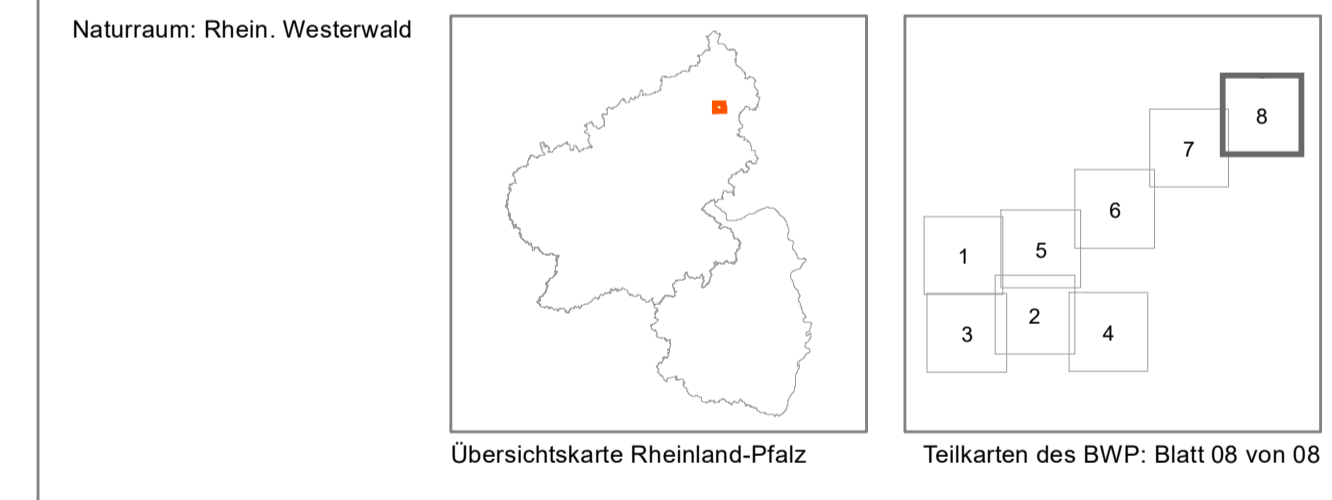 Naturraum: Rhein. Westerwald
8
7
6
1
5
2
3
4
Übersichtskarte Rheinland-Pfalz
Teilkarten des BWP: Blatt 08 von 08